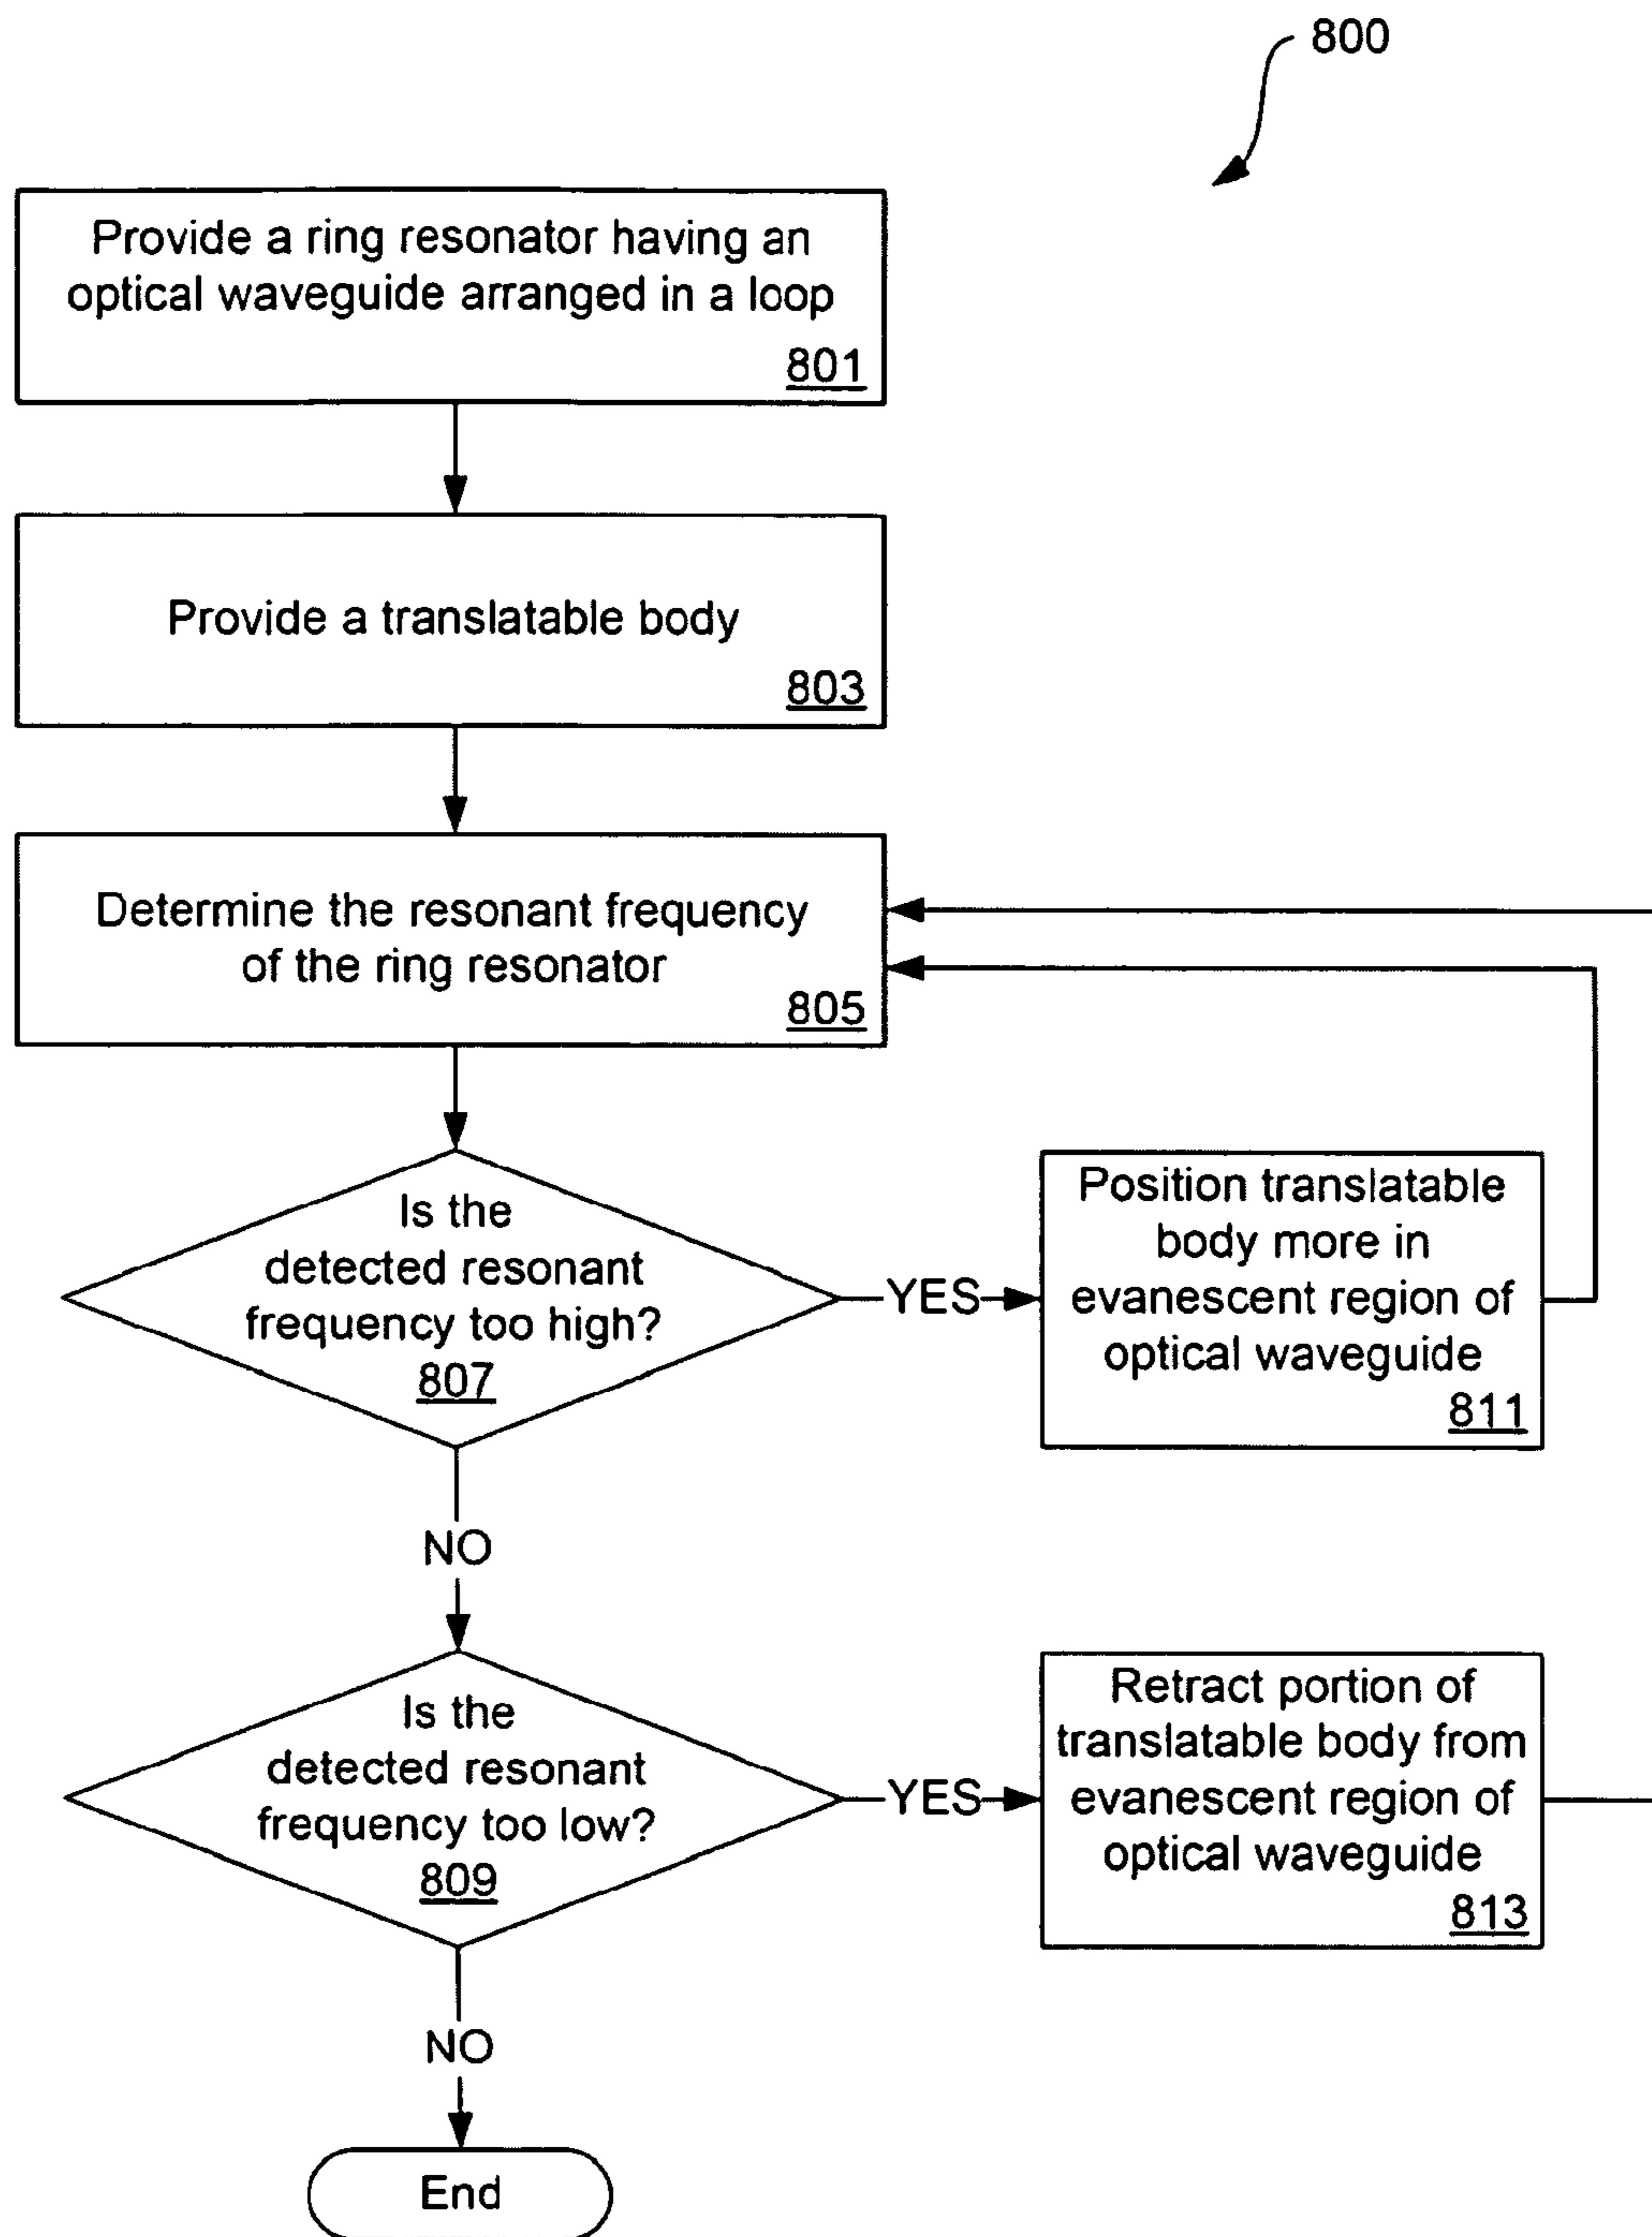 800
Provide a ring resonator having an
optical waveguide arranged in a loop
801
Provide a translatable body
803
Determine the resonant frequency
of the ring resonator
805
Is the
detected resonant
frequency too high?
807
YES
Position translatable
body more in
evanescent region of
optical waveguide
811
NO
Is the
detected resonant
frequency too low?
809
YES
Retract portion of
translatable body from
evanescent region of
optical waveguide
813
NO
End